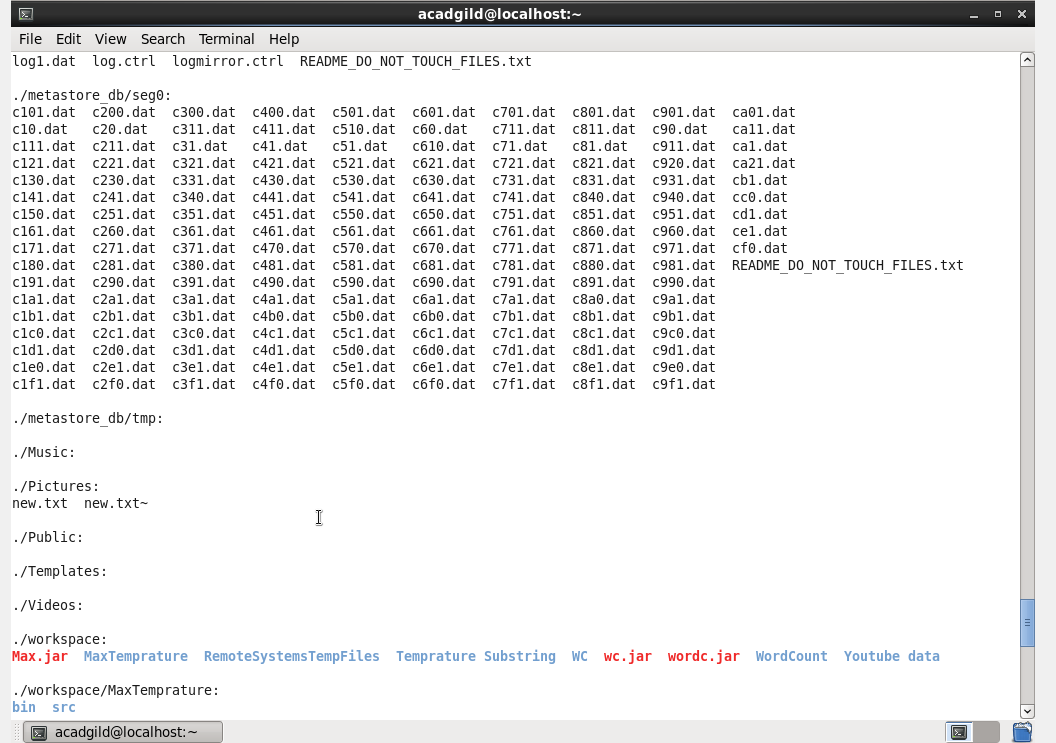 acadgild@localhost:~
File Edit View Search Terminal Help
log1.dat log.ctrl logmirror.ctrl README_DO_NOT_TOUCH_FILES.txt
./metastore_db/seg0:
c101.dat c200.dat c300.dat c400.dat c501.dat c601.dat c701.dat c801.dat c901.dat ca01.dat
c10.dat c20.dat c311.dat c411.dat c510.dat c60.dat c711.dat c811.dat c90.dat ca11.dat
c111.dat c211.dat c31.dat c41.dat c51.dat c610.dat c71.dat c81.dat c911.dat ca1.dat
c121.dat c221.dat c321.dat c421.dat c521.dat c621.dat c721.dat c821.dat c920.dat ca21.dat
c130.dat c230.dat c331.dat c430.dat c530.dat c630.dat c731.dat c831.dat c931.dat cb1.dat
c141.dat c241.dat c340.dat c441.dat c541.dat c641.dat c741.dat c840.dat c940.dat cc0.dat
c150.dat c251.dat c351.dat c451.dat c550.dat c650.dat c751.dat c851.dat c951.dat cd1.dat
c161.dat c260.dat c361.dat c461.dat c561.dat c661.dat c761.dat c860.dat c960.dat ce1.dat
c171.dat c271.dat c371.dat c470.dat c570.dat c670.dat c771.dat c871.dat c971.dat cf0.dat
c180.dat c281.dat c380.dat c481.dat c581.dat c681.dat c781.dat c880.dat c981.dat README_DO_NOT_TOUCH_FILES.txt
c191.dat c290.dat c391.dat c490.dat c590.dat c690.dat c791.dat c891.dat c990.dat
c1a1.dat c2a1.dat c3a1.dat c4a1.dat c5a1.dat c6a1.dat c7a1.dat c8a0.dat c9a1.dat
c1b1.dat c2b1.dat c3b1.dat c4b0.dat c5b0.dat c6b0.dat c7b1.dat c8b1.dat c9b1.dat
c1c0.dat c2c1.dat c3c0.dat c4c1.dat c5c1.dat c6c1.dat c7c1.dat c8c1.dat c9c0.dat
c1d1.dat c2d0.dat c3d1.dat c4d1.dat c5d0.dat c6d0.dat c7d1.dat c8d1.dat c9d1.dat
c1e0.dat c2e1.dat c3e1.dat c4e1.dat c5e1.dat c6e1.dat c7e1.dat c8e1.dat c9e0.dat
c1f1.dat c2f0.dat c3f1.dat c4f0.dat c5f0.dat c6f0.dat c7f1.dat c8f1.dat c9f1.dat
./metastore_db/tmp:
./Music:
./Pictures:
new.txt new.txt~
./Public:
./Templates:
./Videos:
./workspace:
Max.jar MaxTemprature RemoteSystemsTempFiles Temprature Substring WC wc.jar wordc.jar WordCount Youtube data
./workspace/MaxTemprature:
bin src
acadgild@localhost:~